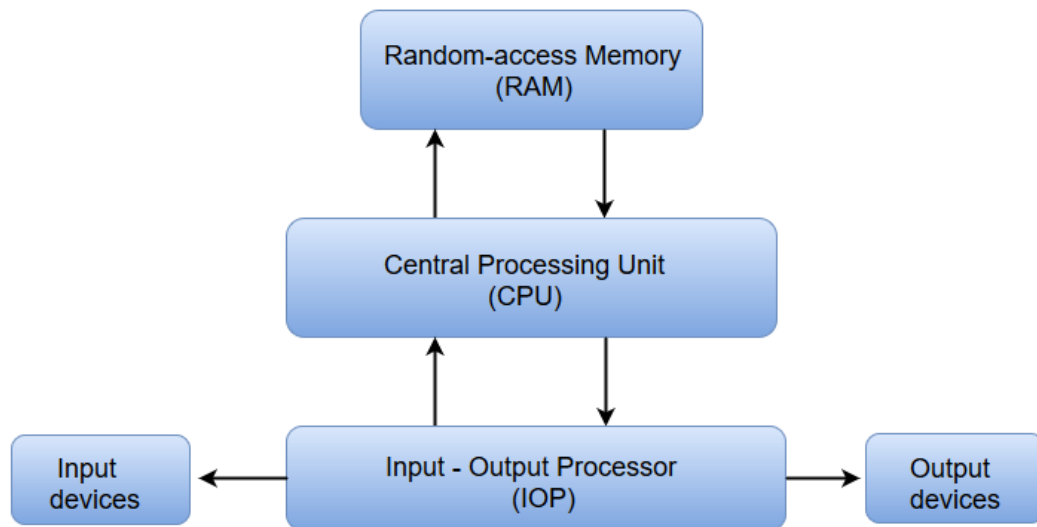 Random-access Memory
(RAM)
Central Processing Unit
(CPU)
Input
devices
Input - Output Processor
(IOP)
Output
devices